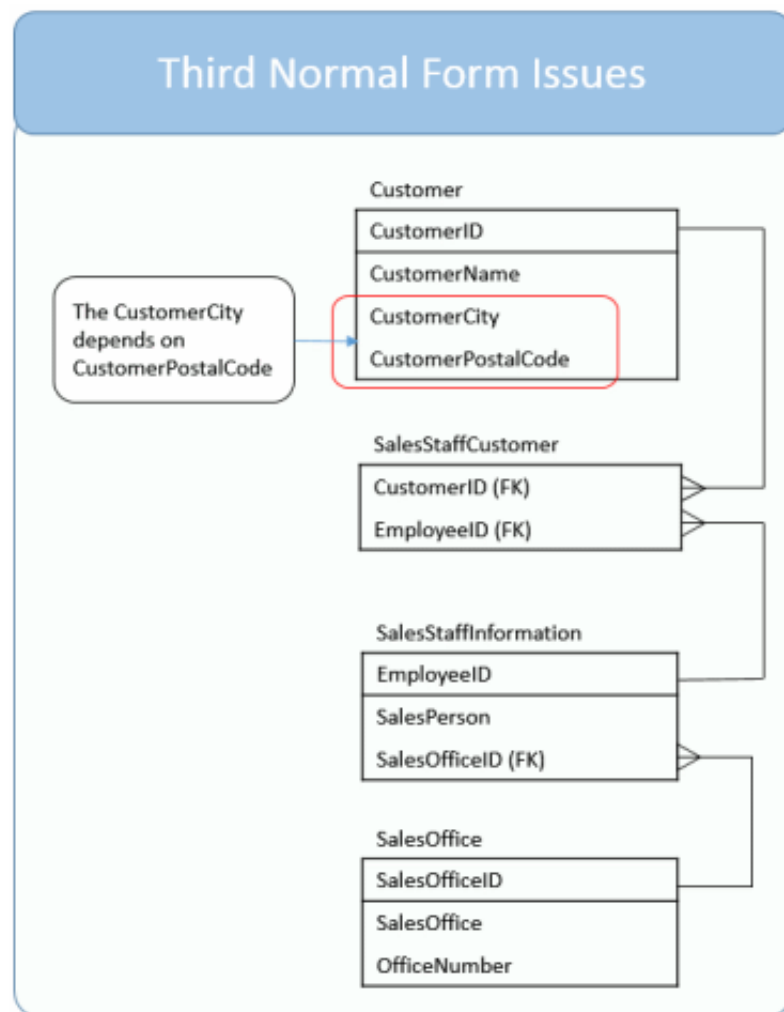 Third Normal Form Issues
Customer
CustomerID
CustomerName
CustomerCity
CustomerPostalCode
The CustomerCity
depends on
CustomerPostalCode
SalesStaffCustomer
CustomerID (FK)
EmployeeID (FK)
SalesStaffInformation
EmployeeID
SalesPerson
SalesOfficeID (FK)
SalesOffice
SalesOfficeID
SalesOffice
OfficeNumber